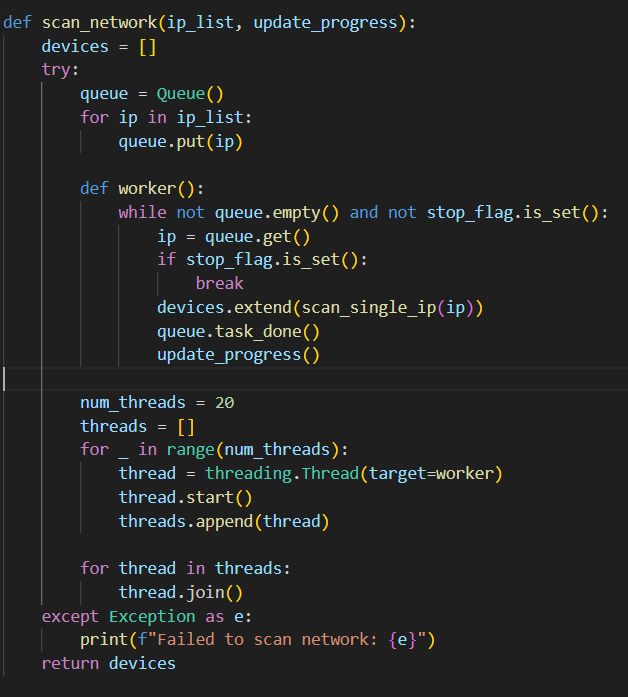 def scan_network(ip_list, update_progress):
    devices = []
    try:
        queue = Queue()
        for ip in ip_list:
            queue.put(ip)

        def worker():
            while not queue.empty() and not stop_flag.is_set():
                ip = queue.get()
                if stop_flag.is_set():
                    break
                devices.extend(scan_single_ip(ip))
                queue.task_done()
                update_progress()

        num_threads = 20
        threads = []
        for _ in range(num_threads):
            thread = threading.Thread(target=worker)
            thread.start()
            threads.append(thread)

        for thread in threads:
            thread.join()
    except Exception as e:
        print(f"Failed to scan network: {e}")
    return devices